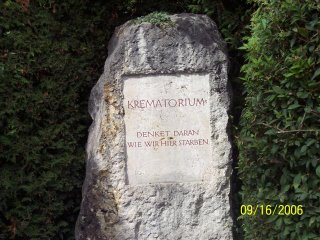 KREMATORIUM
DENKET DARAN
WIE WIR HIER STARBEN.
09/16/2006